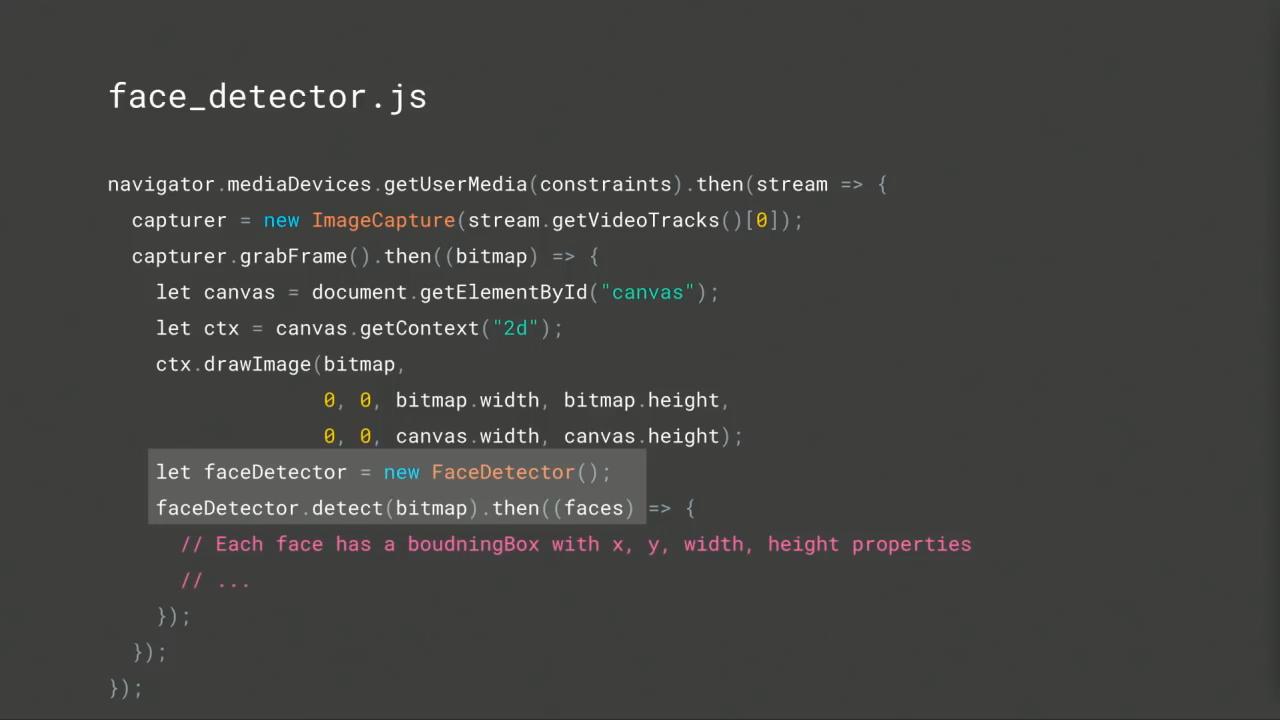 face_detector.js
navigator.mediaDevices.getUserMedia(constraints).then(stream => {
capturer = new ImageCapture(stream.getVideoTracks()[0]);
capturer.grabFrame().then((bitmap) => {
let canvas = document.getElementById("canvas");
let ctx = canvas.getContext("2d");
ctx.drawImage(bitmap,
0, 0, bitmap.width, bitmap.height,
0, 0, canvas.width, canvas.height);
let faceDetector = new FaceDetector();
faceDetector.detect(bitmap).then((faces) => {
// Each face has a boudningBox with x, y, width, height properties
// ...
});
});
});